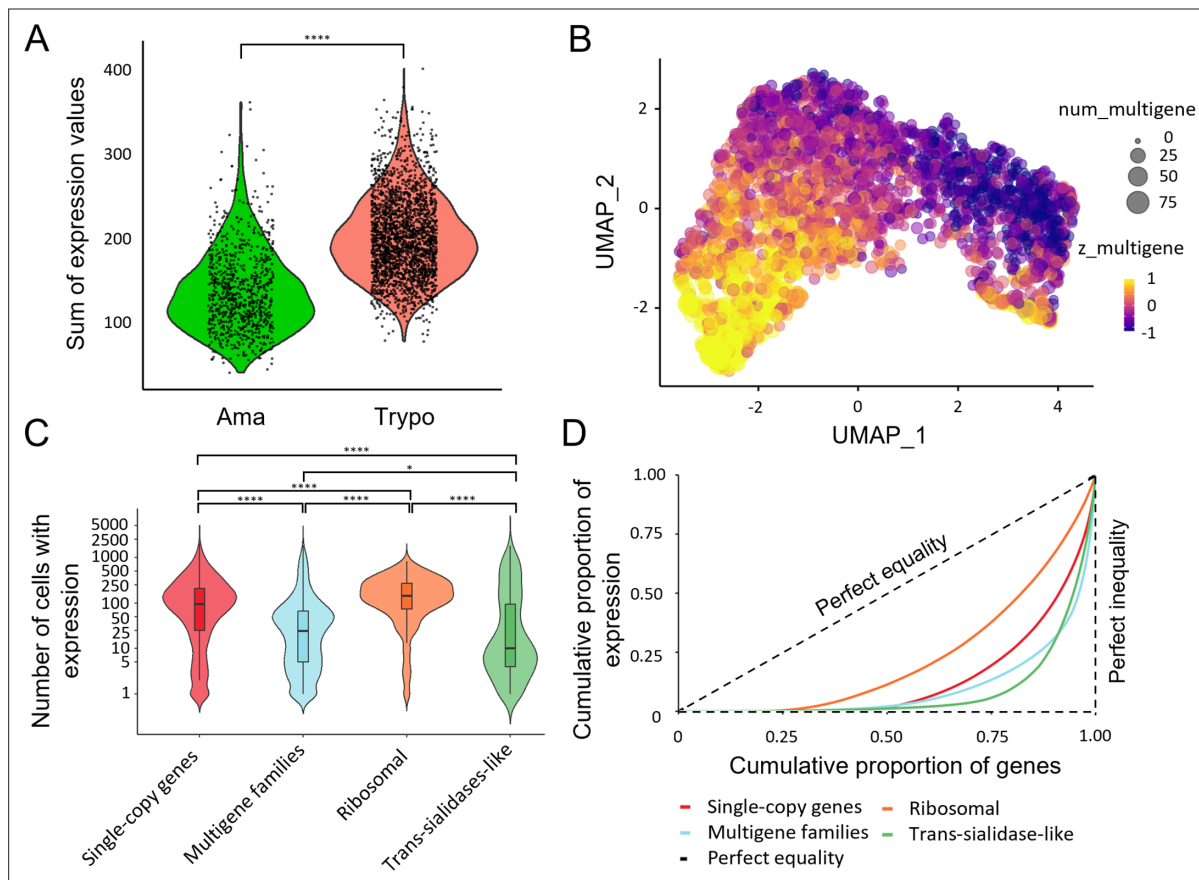 A
****
Sum of expression values
400
300
200
100
Ama
Trypo
B
UMAP_2
2
0
-2
-2
0
2
4
UMAP_1
num_multigene
0
25
50
75
z_multigene
1
0
-1
C
****
*
****
****
****
****
Number of cells with
expression
5000
2500
1000
500
250
100
50
25
10
5
1
Single-copy genes
Multigene families
Ribosomal
Trans-sialidases-like
D
Cumulative proportion of
expression
1.00
0.75
0.50
0.25
0
Perfect equality
Perfect inequality
0
0.25
0.50
0.75
1.00
Cumulative proportion of genes
Single-copy genes
Ribosomal
Multigene families
Trans-sialidase-like
Perfect equality